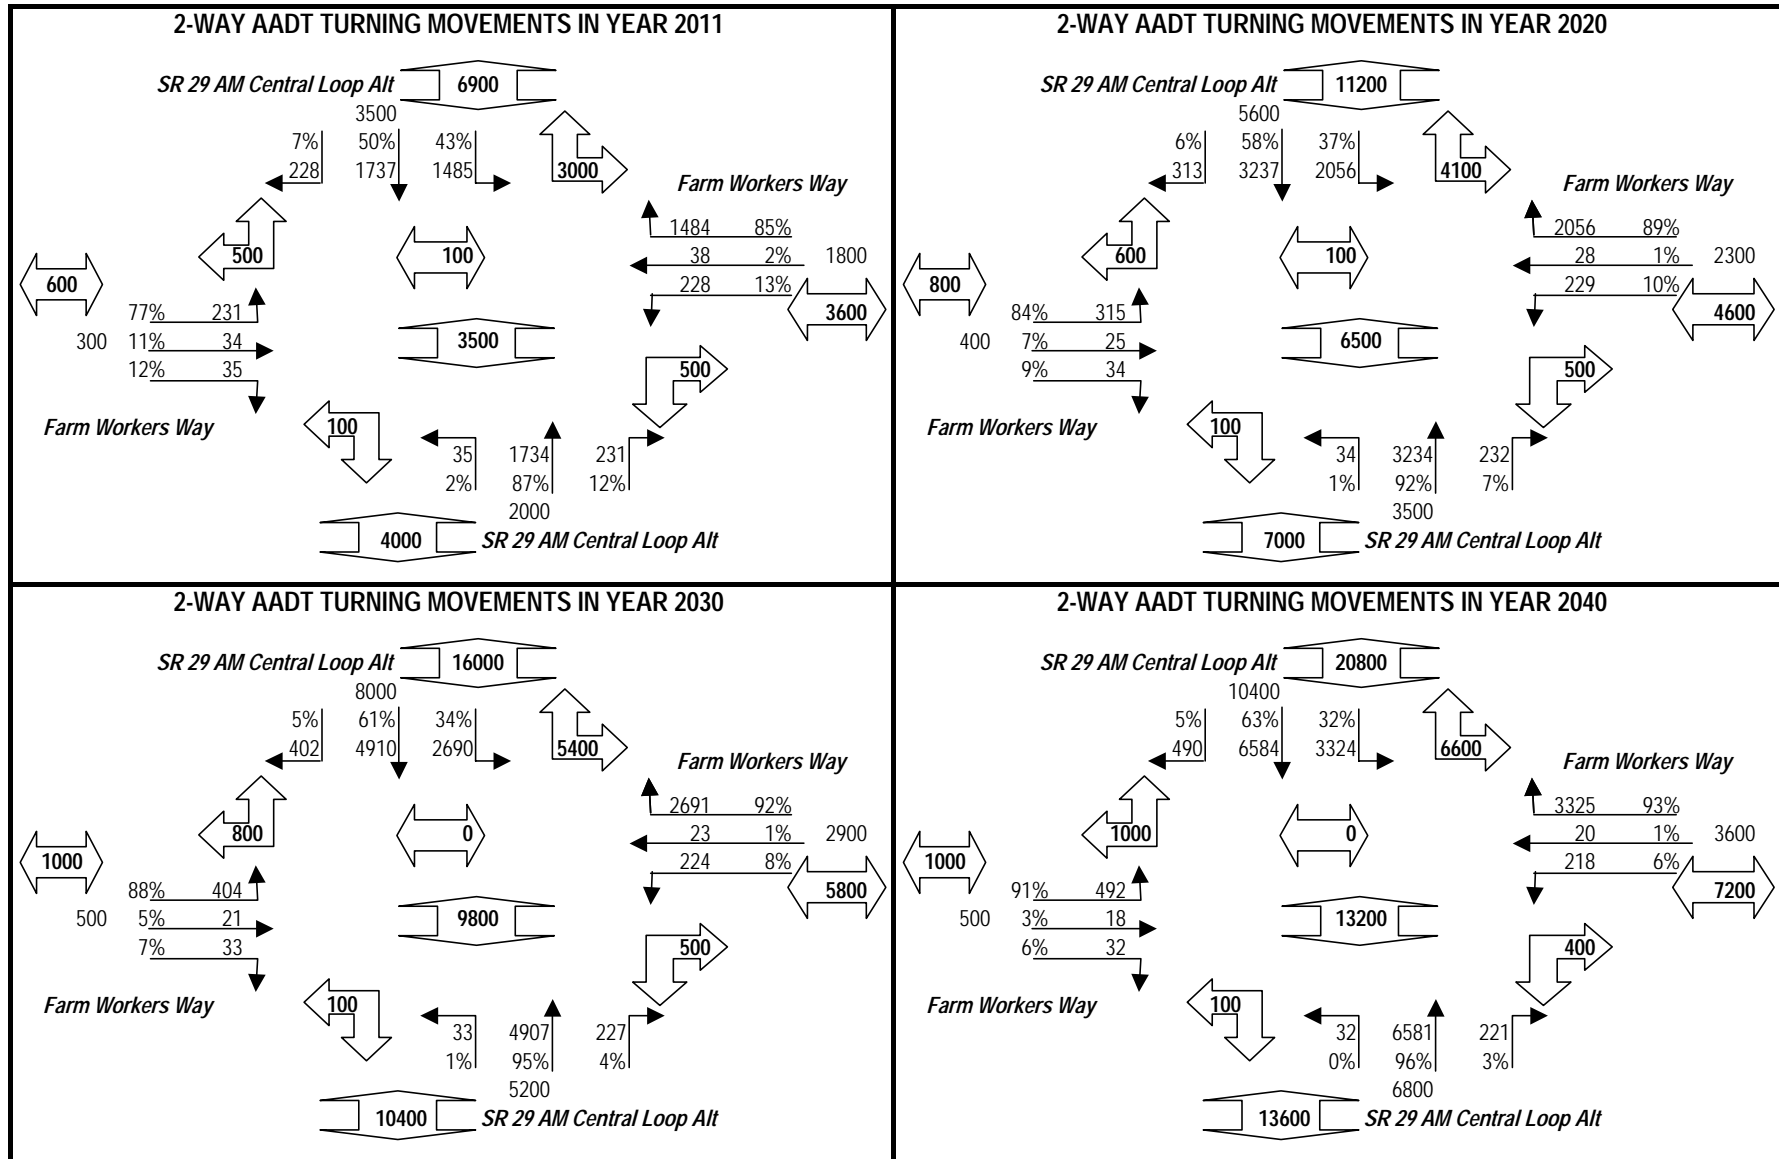 2-WAY AADT TURNING MOVEMENTS IN YEAR 2011
SR 29 AM Central Loop Alt 6900
3500
7% 50% 43%
228 1737 1485 3000
Farm Workers Way
1484 85%
500 100 38 2% 1800
600 228 13%
3600
77% 231
300 11% 34 3500
12% 35 500
Farm Workers Way 100
35 1734 231
2% 87% 12%
2000
4000 SR 29 AM Central Loop Alt
2-WAY AADT TURNING MOVEMENTS IN YEAR 2020
SR 29 AM Central Loop Alt 11200
5600
6% 58% 37%
313 3237 2056 4100
Farm Workers Way
2056 89%
600 100 28 1% 2300
800 229 10%
4600
84% 315
400 7% 25 6500
9% 34 500
Farm Workers Way 100
34 3234 232
1% 92% 7%
3500
7000 SR 29 AM Central Loop Alt
2-WAY AADT TURNING MOVEMENTS IN YEAR 2030
SR 29 AM Central Loop Alt 16000
8000
5% 61% 34%
402 4910 2690 5400
Farm Workers Way
2691 92%
800 0 23 1% 2900
1000 224 8%
5800
88% 404
500 5% 21 9800
7% 33 500
Farm Workers Way 100
33 4907 227
1% 95% 4%
5200
10400 SR 29 AM Central Loop Alt
2-WAY AADT TURNING MOVEMENTS IN YEAR 2040
SR 29 AM Central Loop Alt 20800
10400
5% 63% 32%
490 6584 3324 6600
Farm Workers Way
3325 93%
1000 0 20 1% 3600
1000 218 6%
7200
91% 492
500 3% 18 13200
6% 32 400
Farm Workers Way 100
32 6581 221
0% 96% 3%
6800
13600 SR 29 AM Central Loop Alt